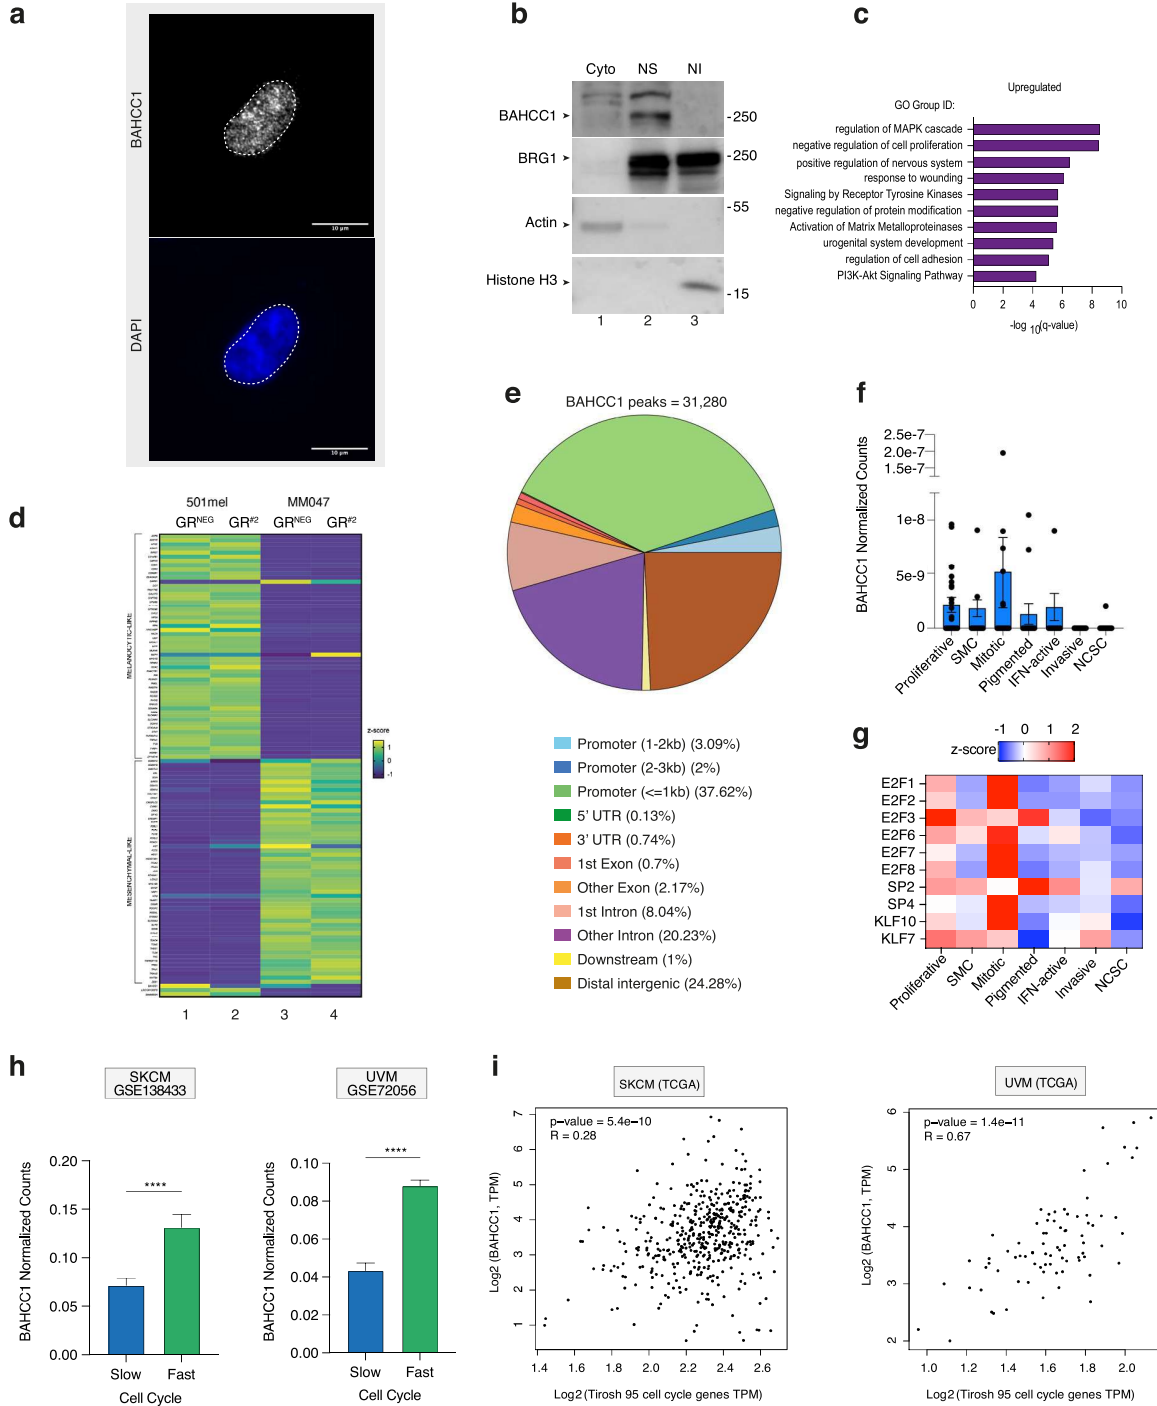 a
BAHCC1
10 µm
DAPI
10 µm
b
Cyto NS NI
BAHCC1
-250
BRG1
-250
-55
Actin
Histone H3
-15
1 2 3
c
Upregulated
GO Group ID:
regulation of MAPK cascade
negative regulation of cell proliferation
positive regulation of nervous system
response to wounding
Signaling by Receptor Tyrosine Kinases
negative regulation of protein modification
Activation of Matrix Metalloproteinases
urogenital system development
regulation of cell adhesion
PI3K-Akt Signaling Pathway
0 2 4 6 8 10
-log 10(q-value)
d
501mel MM047
GRNEG GR#2 GRNEG GR#2
MELANOCYTIC-LIKE
MESENCHYMAL-LIKE
z-score
1
0
-1
1 2 3 4
e
BAHCC1 peaks = 31,280
Promoter (1-2kb) (3.09%)
Promoter (2-3kb) (2%)
Promoter (<=1kb) (37.62%)
5' UTR (0.13%)
3' UTR (0.74%)
1st Exon (0.7%)
Other Exon (2.17%)
1st Intron (8.04%)
Other Intron (20.23%)
Downstream (1%)
Distal intergenic (24.28%)
f
BAHCC1 Normalized Counts
2.5e-7
2.0e-7
1.5e-7
1e-8
5e-9
0
Proliferative
SMC
Mitotic
Pigmented
IFN-active
Invasive
NCSC
g
z-score
-1 0 1 2
E2F1
E2F2
E2F3
E2F6
E2F7
E2F8
SP2
SP4
KLF10
KLF7
Proliferative
SMC
Mitotic
Pigmented
IFN-active
Invasive
NCSC
h
SKCM
GSE138433
BAHCC1 Normalized Counts
0.20
0.15
0.10
0.05
0.00
****
Slow Fast
Cell Cycle
UVM
GSE72056
BAHCC1 Normalized Counts
0.10
0.08
0.06
0.04
0.02
0.00
****
Slow Fast
Cell Cycle
i
SKCM (TCGA)
p-value = 5.4e-10
R = 0.28
Log2 (BAHCC1, TPM)
7
6
5
4
3
2
1
1.4 1.6 1.8 2.0 2.2 2.4 2.6
Log2 (Tirosh 95 cell cycle genes TPM)
UVM (TCGA)
p-value = 1.4e-11
R = 0.67
Log2 (BAHCC1, TPM)
6
5
4
3
2
1.0 1.2 1.4 1.6 1.8 2.0
Log2 (Tirosh 95 cell cycle genes TPM)